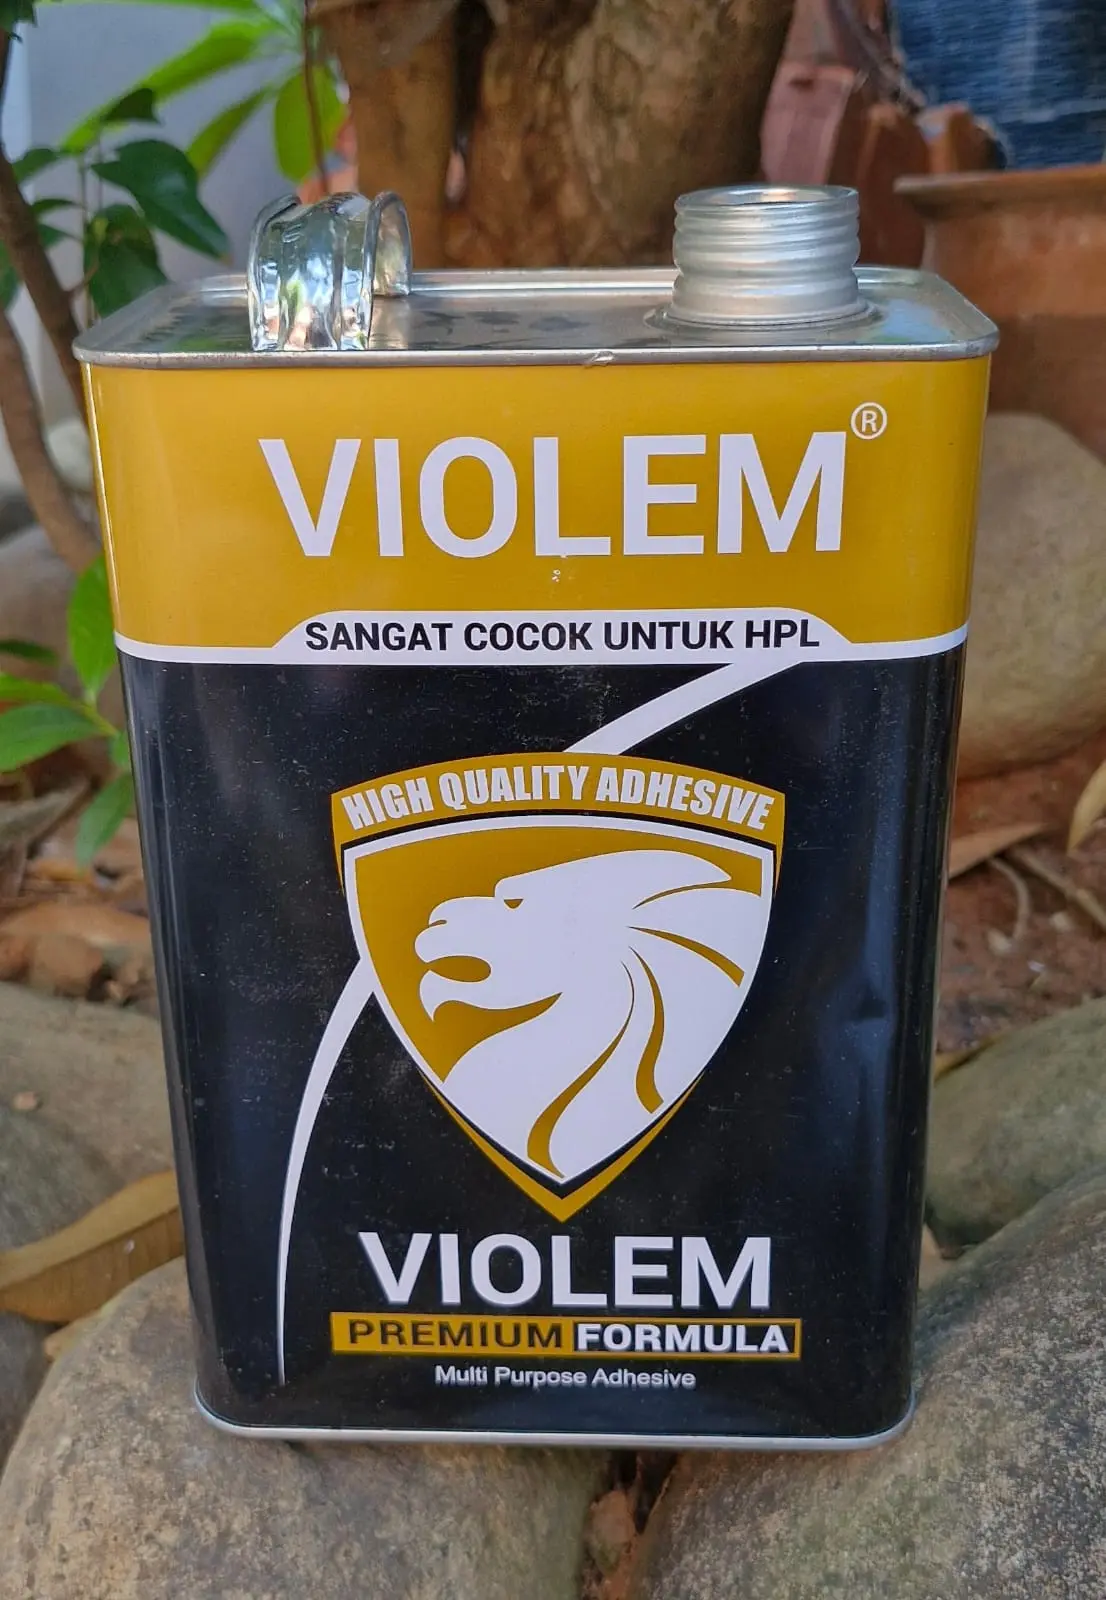 VIOLEM®
SANGAT COCOK UNTUK HPL
HIGH QUALITY ADHESIVE
VIOLEM
PREMIUM FORMULA
Multi Purpose Adhesive